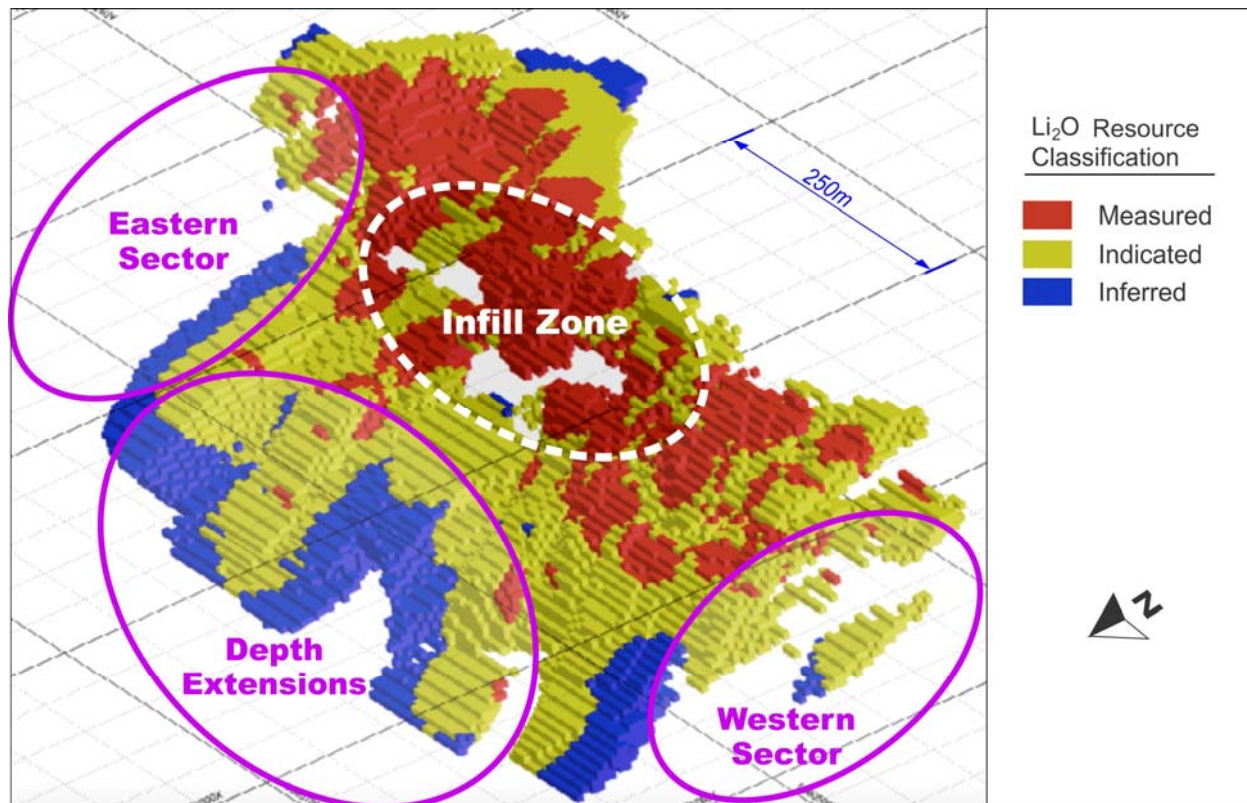 Eastern
Sector
Infill Zone
Depth
Extensions
Western
Sector
250m
Li₂O Resource
Classification
Measured
Indicated
Inferred
N